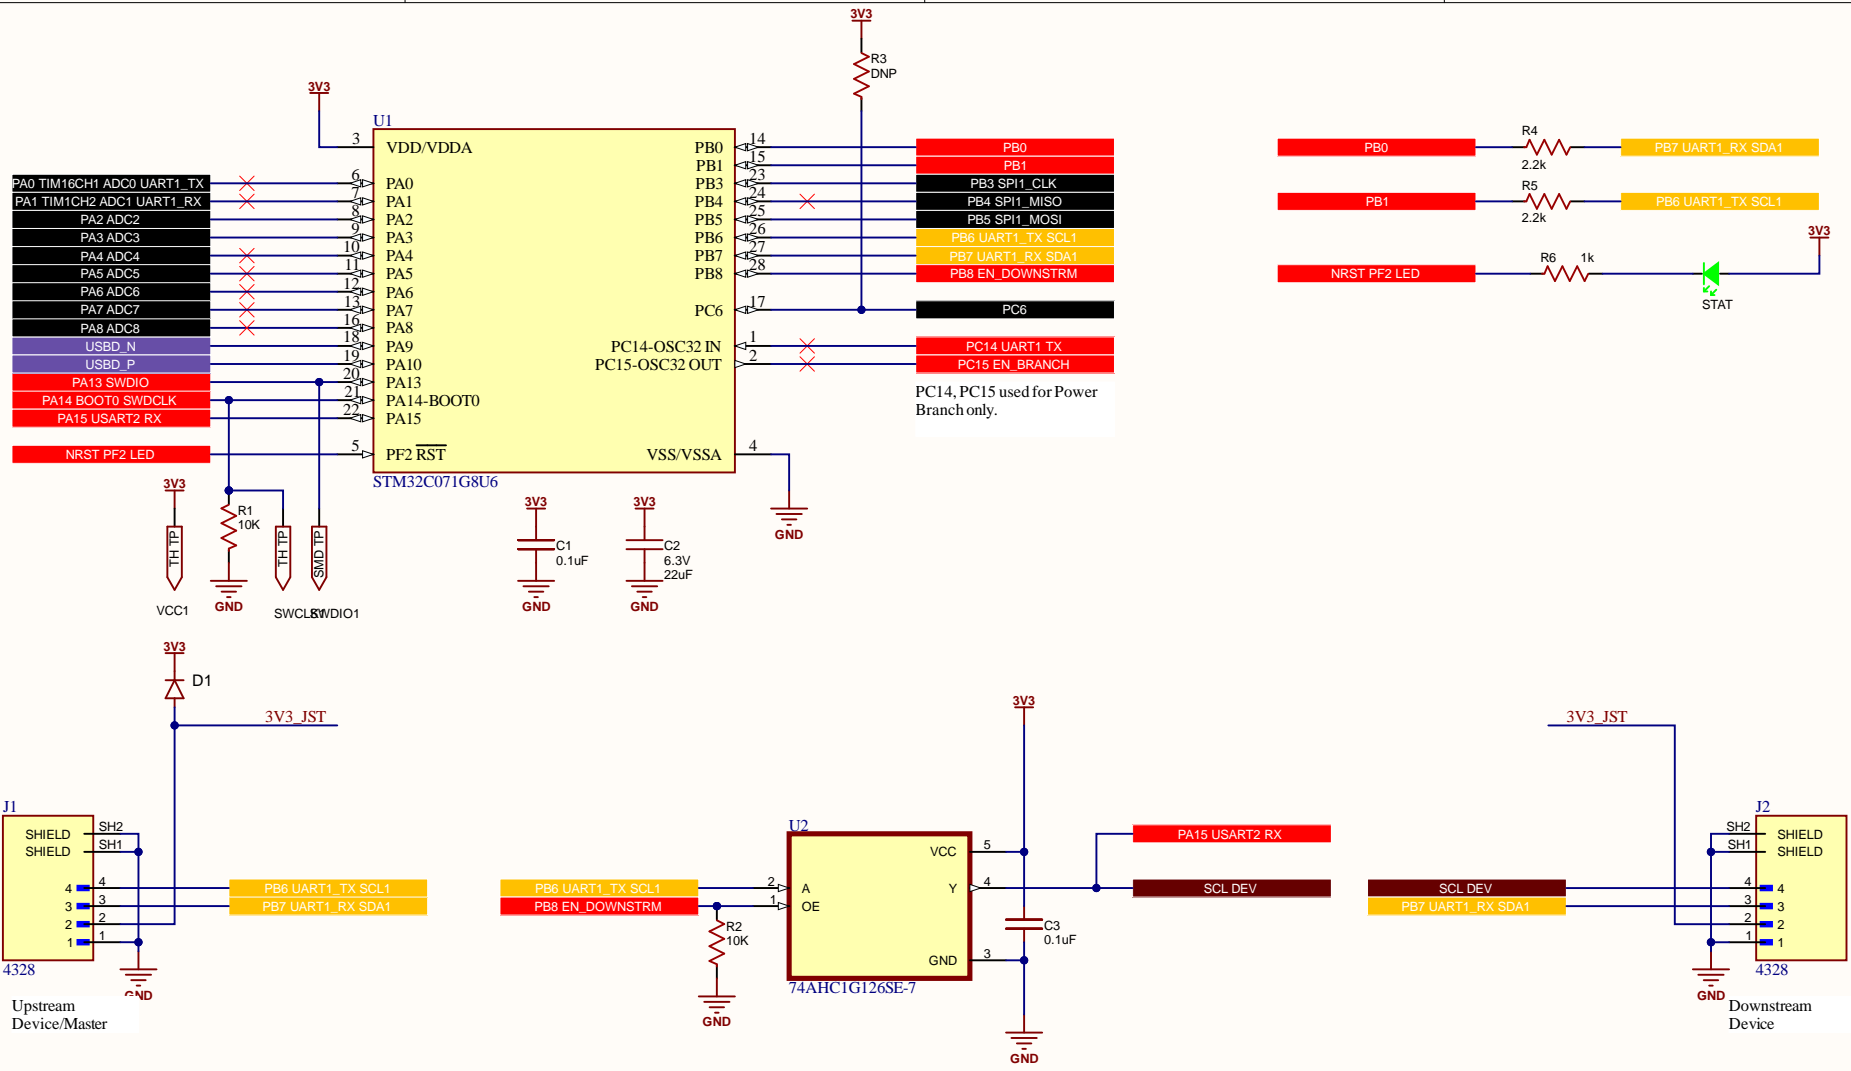 3V3
R3
DNP
3V3
U1
3
VDD/VDDA
PA0 TIM16CH1 ADC0 UART1_TX
6
PA0
PA1 TIM1CH2 ADC1 UART1_RX
7
PA1
PA2 ADC2
8
PA2
PA3 ADC3
9
PA3
PA4 ADC4
10
PA4
PA5 ADC5
11
PA5
PA6 ADC6
12
PA6
PA7 ADC7
13
PA7
PA8 ADC8
16
PA8
USBD_N
18
PA9
USBD_P
19
PA10
PA13 SWDIO
20
PA13
PA14 BOOT0 SWDCLK
21
PA14-BOOT0
PA15 USART2 RX
22
PA15
NRST PF2 LED
5
PF2 RST
PB0
14
PB0
PB1
15
PB1
PB3
23
PB3 SPI1_CLK
PB4
24
PB4 SPI1_MISO
PB5
25
PB5 SPI1_MOSI
PB6
26
PB6 UART1_TX SCL1
PB7
27
PB7 UART1_RX SDA1
PB8
28
PB8 EN_DOWNSTRM
PC6
17
PC6
PC14-OSC32 IN
1
PC14 UART1 TX
PC15-OSC32 OUT
2
PC15 EN_BRANCH
PC14, PC15 used for Power
Branch only.
VSS/VSSA
4
GND
STM32C071G8U6
PB0
R4
2.2k
PB7 UART1_RX SDA1
PB1
R5
2.2k
PB6 UART1_TX SCL1
NRST PF2 LED
R6
1k
STAT
3V3
3V3
TH TP
VCC1
R1
10K
GND
TH TP
SWCLK1
SMD TP
SWDIO1
3V3
C1
0.1uF
GND
3V3
C2
6.3V
22uF
GND
3V3
D1
3V3_JST
J1
SHIELD
SH2
SHIELD
SH1
4
4
PB6 UART1_TX SCL1
3
3
PB7 UART1_RX SDA1
2
2
1
1
4328
GND
Upstream
Device/Master
PB6 UART1_TX SCL1
PB8 EN_DOWNSTRM
R2
10K
GND
U2
2
A
1
OE
VCC
5
Y
4
GND
3
74AHC1G126SE-7
3V3
C3
0.1uF
GND
PA15 USART2 RX
SCL DEV
3V3_JST
J2
SH2
SHIELD
SH1
SHIELD
SCL DEV
4
4
PB7 UART1_RX SDA1
3
3
2
2
1
1
4328
GND
Downstream
Device